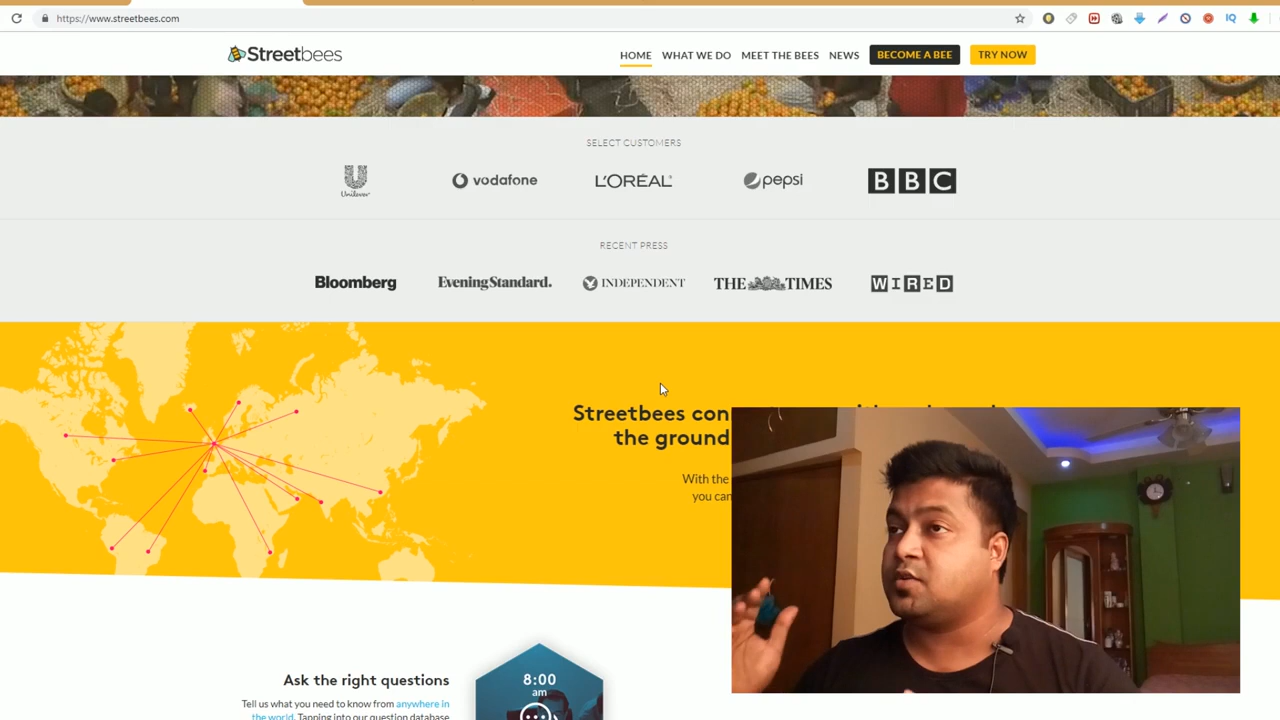 https://www.streetbees.com
IQ
Streetbees
HOME
WHAT WE DO
MEET THE BEES
NEWS
BECOME A BEE
TRY NOW
SELECT CUSTOMERS
Unilever
vodafone
L'ORÉAL
pepsi
BBC
RECENT PRESS
Bloomberg
Evening Standard.
INDEPENDENT
THE TIMES
WIRED
Streetbees con
the ground
With the
you can
Ask the right questions
Tell us what you need to know from anywhere in
the world. Tapping into our question database
8:00
am